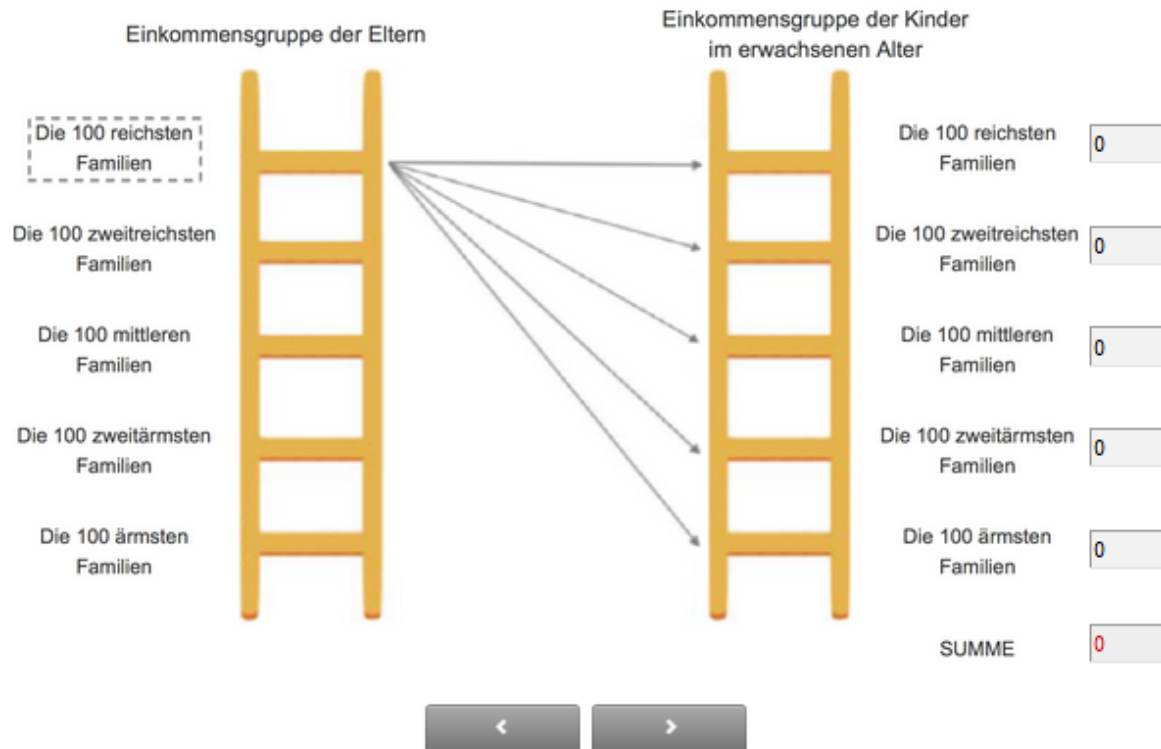 Einkommensgruppe der Eltern
Einkommensgruppe der Kinder
im erwachsenen Alter
Die 100 reichsten
Familien
Die 100 zweitreichsten
Familien
Die 100 mittleren
Familien
Die 100 zweitärmsten
Familien
Die 100 ärmsten
Familien
Die 100 reichsten
Familien
0
Die 100 zweitreichsten
Familien
0
Die 100 mittleren
Familien
0
Die 100 zweitärmsten
Familien
0
Die 100 ärmsten
Familien
0
SUMME
0